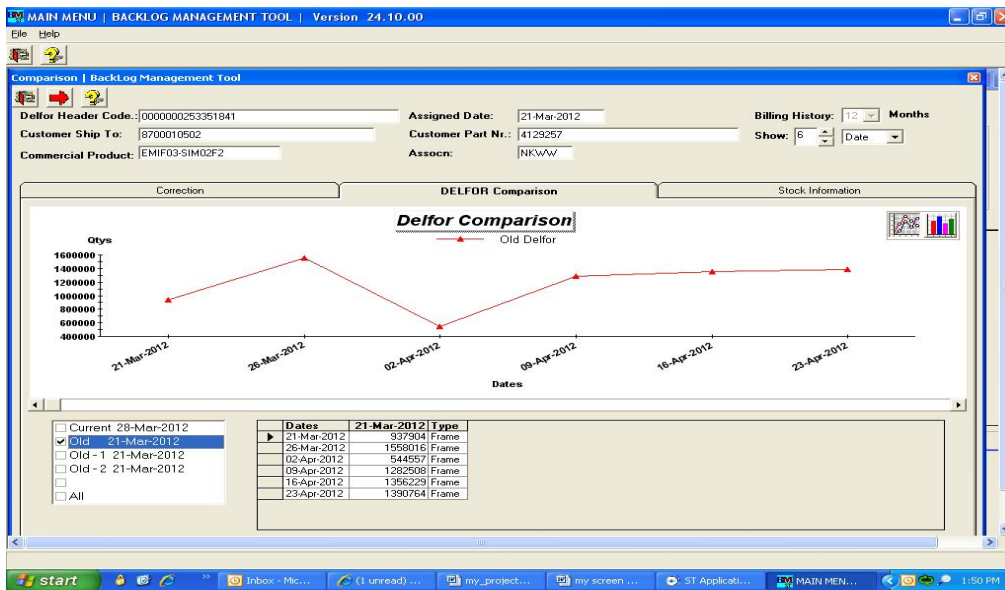 MAIN MENU | BACKLOG MANAGEMENT TOOL | Version 24.10.00
File Help
Comparison | BackLog Management Tool
Delfor Header Code.: 0000000253351841 Assigned Date: 21-Mar-2012 Billing History: 12 Months
Customer Ship To: 8700010502 Customer Part Nr.: 4129257 Show: 6 Date
Commercial Product: EMIF03-SIM02F2 Assocn: NKWW
Correction DELFOR Comparison Stock Information
Delfor Comparison
Old Delfor
Qtys
1600000
1400000
1200000
1000000
800000
600000
400000
21-Mar-2012 26-Mar-2012 02-Apr-2012 09-Apr-2012 16-Apr-2012 23-Apr-2012
Dates
Current 28-Mar-2012
Old 21-Mar-2012
Old - 1 21-Mar-2012
Old - 2 21-Mar-2012
All
Dates 21-Mar-2012 Type
21-Mar-2012 937904 Frame
26-Mar-2012 1558016 Frame
02-Apr-2012 544557 Frame
09-Apr-2012 1282508 Frame
16-Apr-2012 1356229 Frame
23-Apr-2012 1390764 Frame
start Inbox - Mic... (1 unread) ... my_project... my screen ... ST Applicati... BM MAIN MEN... 1:50 PM